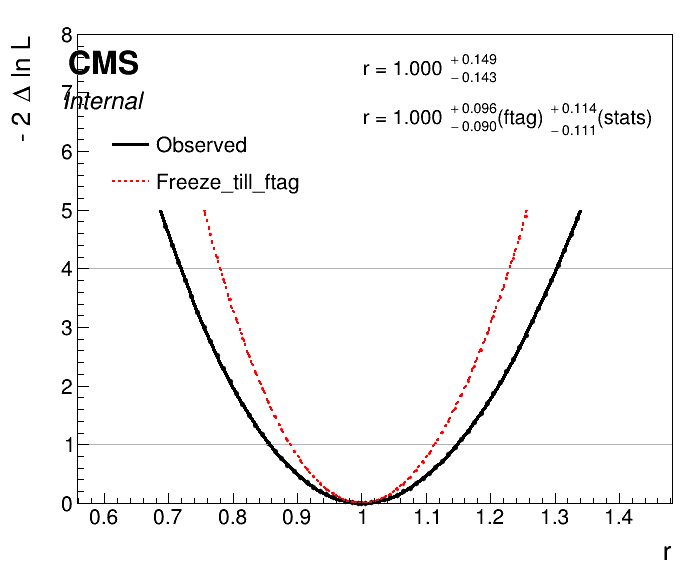 - 2 Δ ln L
8
CMS
7
Internal
r = 1.000 + 0.149 - 0.143
r = 1.000 + 0.096 - 0.090 (ftag) + 0.114 - 0.111 (stats)
Observed
Freeze_till_ftag
6
5
4
3
2
1
0
0.6 0.7 0.8 0.9 1 1.1 1.2 1.3 1.4
r